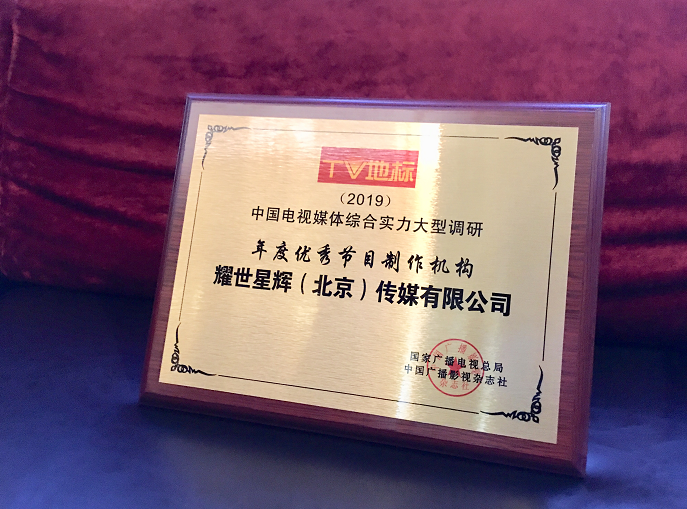 TV地标
（2019）
中国电视媒体综合实力大型调研
年度优秀节目制作机构
耀世星辉（北京）传媒有限公司
国家广播电视总局
中国广播影视杂志社